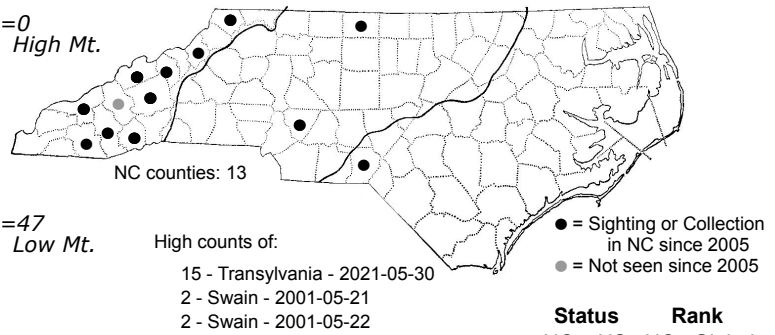 =0
High Mt.
NC counties: 13
=47
Low Mt.
High counts of:
15 - Transylvania - 2021-05-30
2 - Swain - 2001-05-21
2 - Swain - 2001-05-22
● = Sighting or Collection
in NC since 2005
● = Not seen since 2005
Status Rank